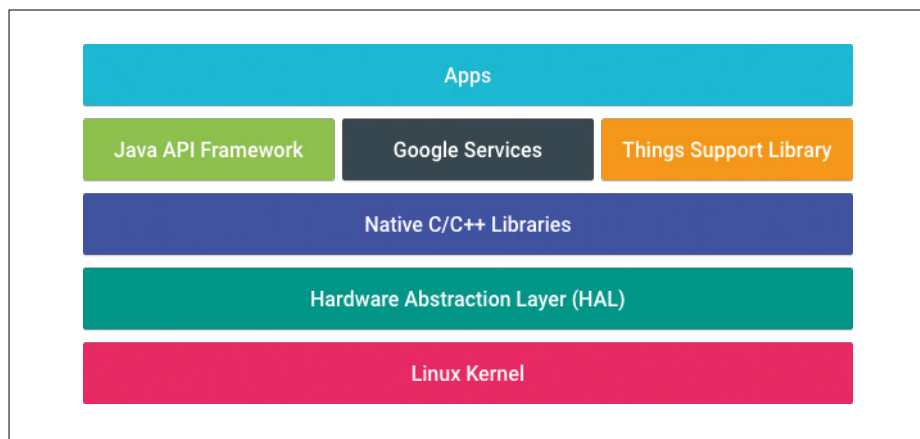 Apps
Java API Framework
Google Services
Things Support Library
Native C/C++ Libraries
Hardware Abstraction Layer (HAL)
Linux Kernel